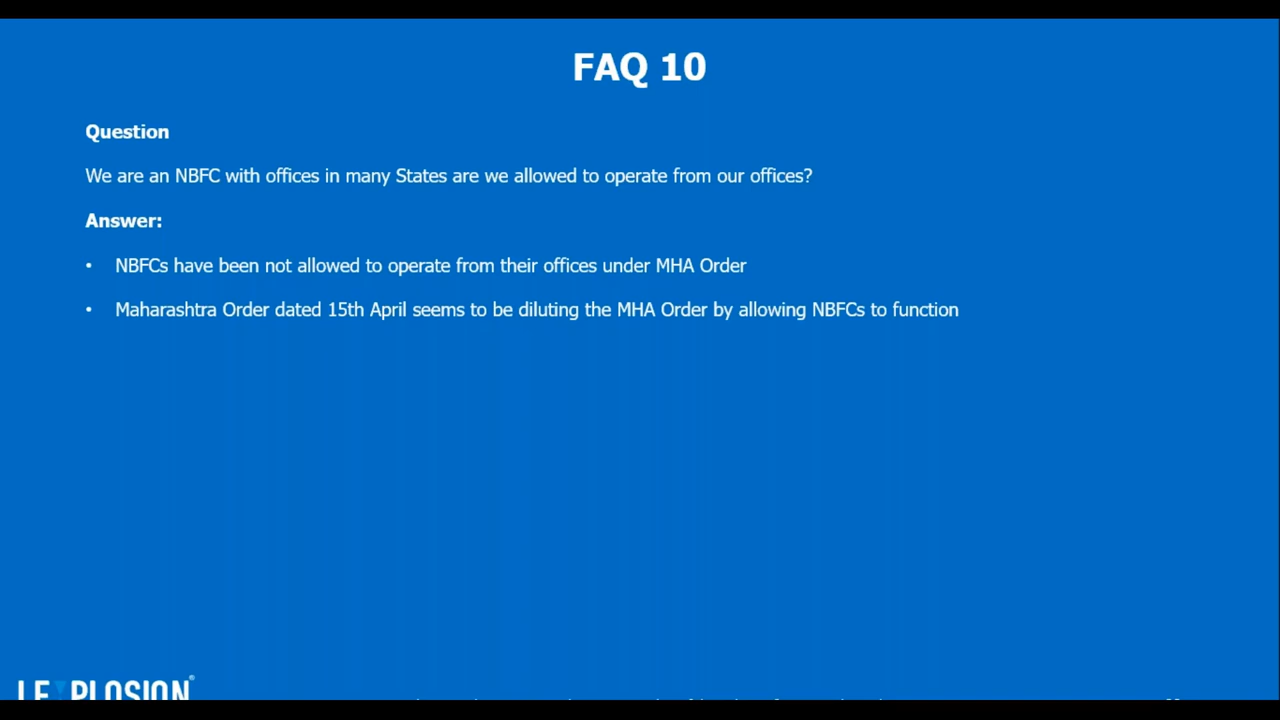 FAQ 10
Question
We are an NBFC with offices in many States are we allowed to operate from our offices?
Answer:
• NBFCs have been not allowed to operate from their offices under MHA Order
• Maharashtra Order dated 15th April seems to be diluting the MHA Order by allowing NBFCs to function
LEXPLOSION®